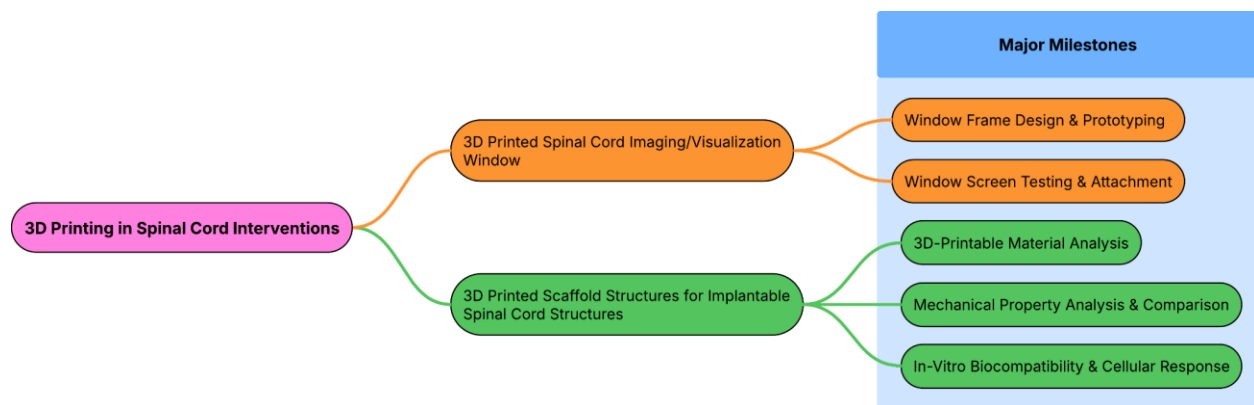 Major Milestones
3D Printing in Spinal Cord Interventions
3D Printed Spinal Cord Imaging/Visualization
Window
Window Frame Design & Prototyping
Window Screen Testing & Attachment
3D Printed Scaffold Structures for Implantable
Spinal Cord Structures
3D-Printable Material Analysis
Mechanical Property Analysis & Comparison
In-Vitro Biocompatibility & Cellular Response